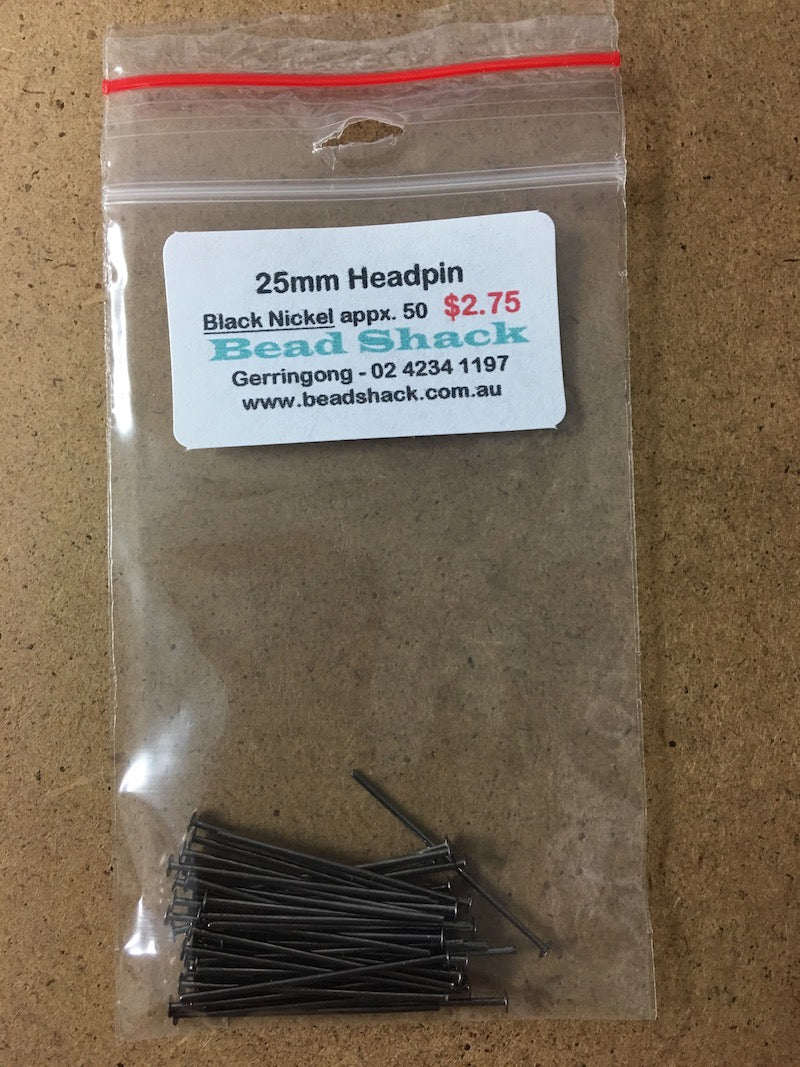 25mm Headpin
Black Nickel appx. 50 $2.75
Bead Shack
Gerringong - 02 4234 1197
www.beadshack.com.au